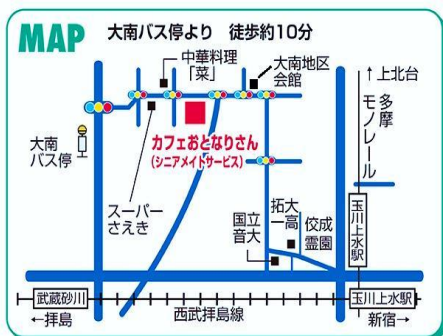 MAP
大南バス停より 徒歩約10分
中華料理
「菜」
大南地区
会館
↑上北台
多摩モノレール
大南
バス停
カフェおとなりさん
(シニアメイトサービス)
スーパー
さえき
国立
音大
拓大
一高
佼成
霊園
玉川上水駅
武蔵砂川
玉川上水駅
←拝島
西武拝島線
新宿→